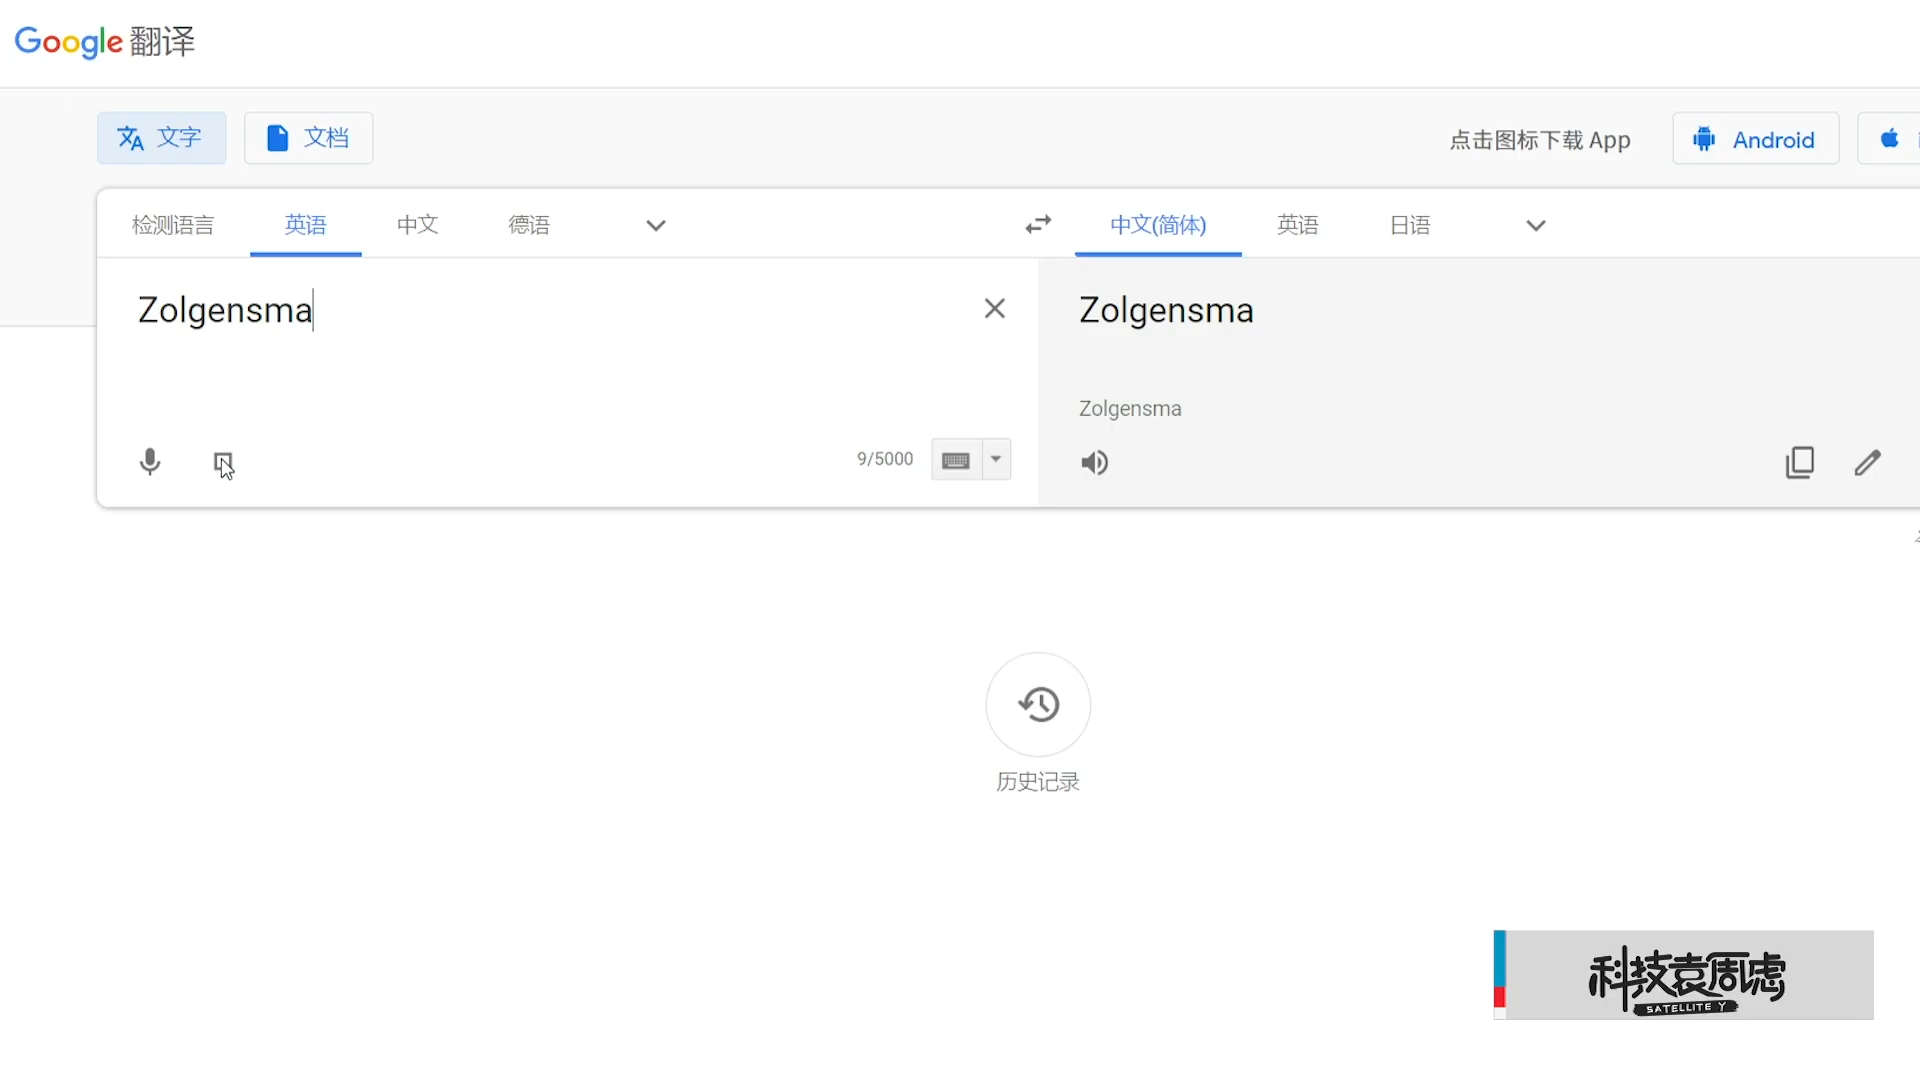 Google 翻译
文字
文档
点击图标下载 App
Android
检测语言
英语
中文
德语
中文(简体)
英语
日语
Zolgensma
Zolgensma
Zolgensma
9/5000
历史记录
科技袁周虑
SATELLITE Y